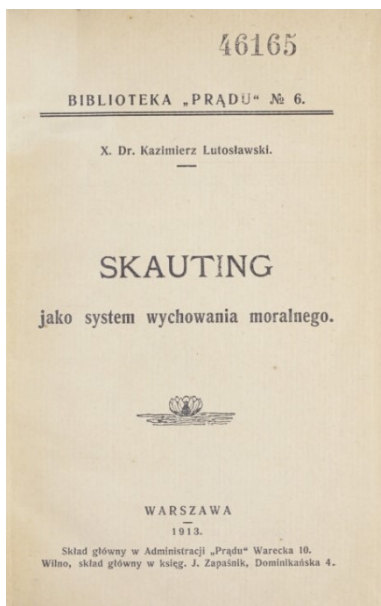 46165
BIBLIOTEKA „PRĄDU“ № 6.
X. Dr. Kazimierz Lutosławski.
SKAUTING
jako system wychowania moralnego.
WARSZAWA
1913.
Skład główny w Administracji „Prądu“ Warecka 10.
Wilno, skład główny w księg. J. Zapaśnik, Dominikańska 4.